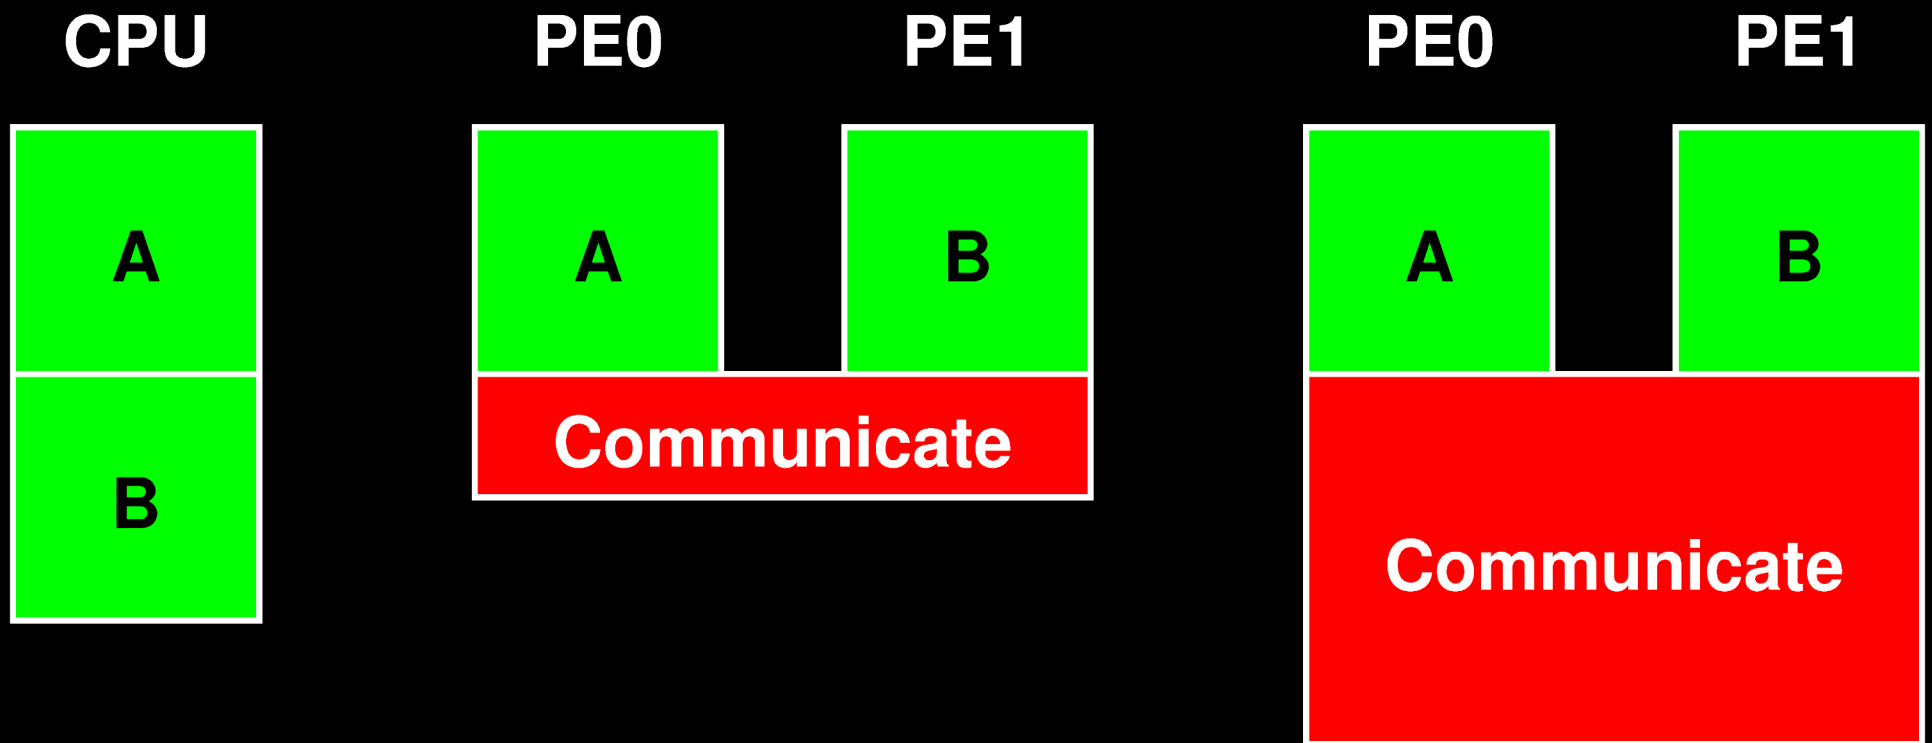 CPU PE0 PE1 PE0 PE1
A A B A B
Communicate
B
Communicate